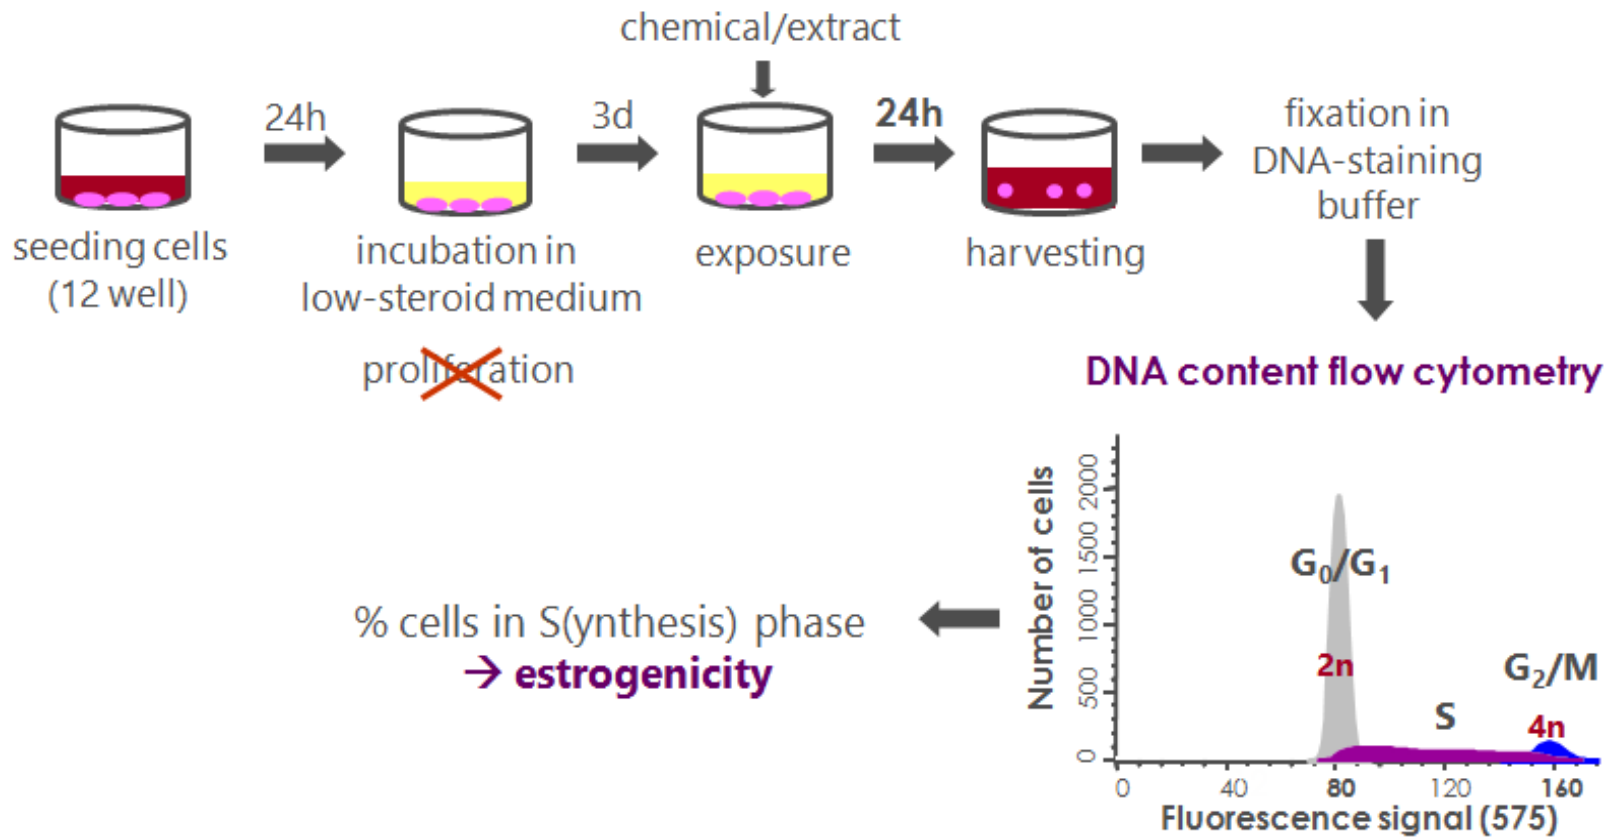 chemical/extract
24h
3d
24h
seeding cells
(12 well)
incubation in
low-steroid medium
proliferation
exposure
harvesting
fixation in
DNA-staining
buffer
DNA content flow cytometry
Number of cells
2000
1500
1000
500
0
G₀/G₁
2n
S
G₂/M
4n
0 40 80 120 160
Fluorescence signal (575)
% cells in S(ynthesis) phase
→ estrogenicity